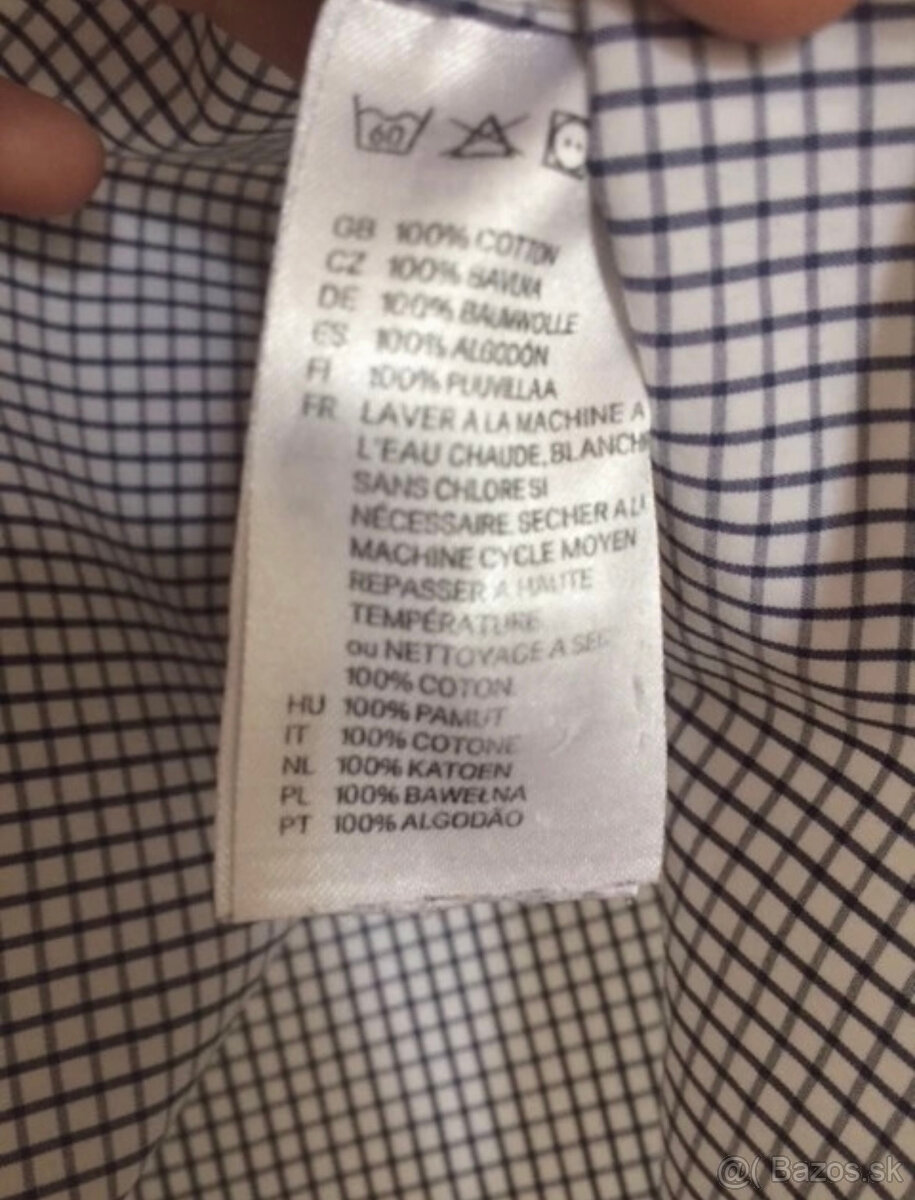 60
GB 100% COTTON
CZ 100% BAVLNA
DE 100% BAUMWOLLE
ES 100% ALGODÓN
FI 100% PUUVILLAA
FR LAVER A LA MACHINE A
L'EAU CHAUDE, BLANCHIR
SANS CHLORE SI
NÉCESSAIRE. SECHER A LA
MACHINE CYCLE MOYEN
REPASSER A HAUTE
TEMPÉRATURE
ou NETTOYAGE A SEC
100% COTON
HU 100% PAMUT
IT 100% COTONE
NL 100% KATOEN
PL 100% BAWEŁNA
PT 100% ALGODÃO
@( Bazos.sk